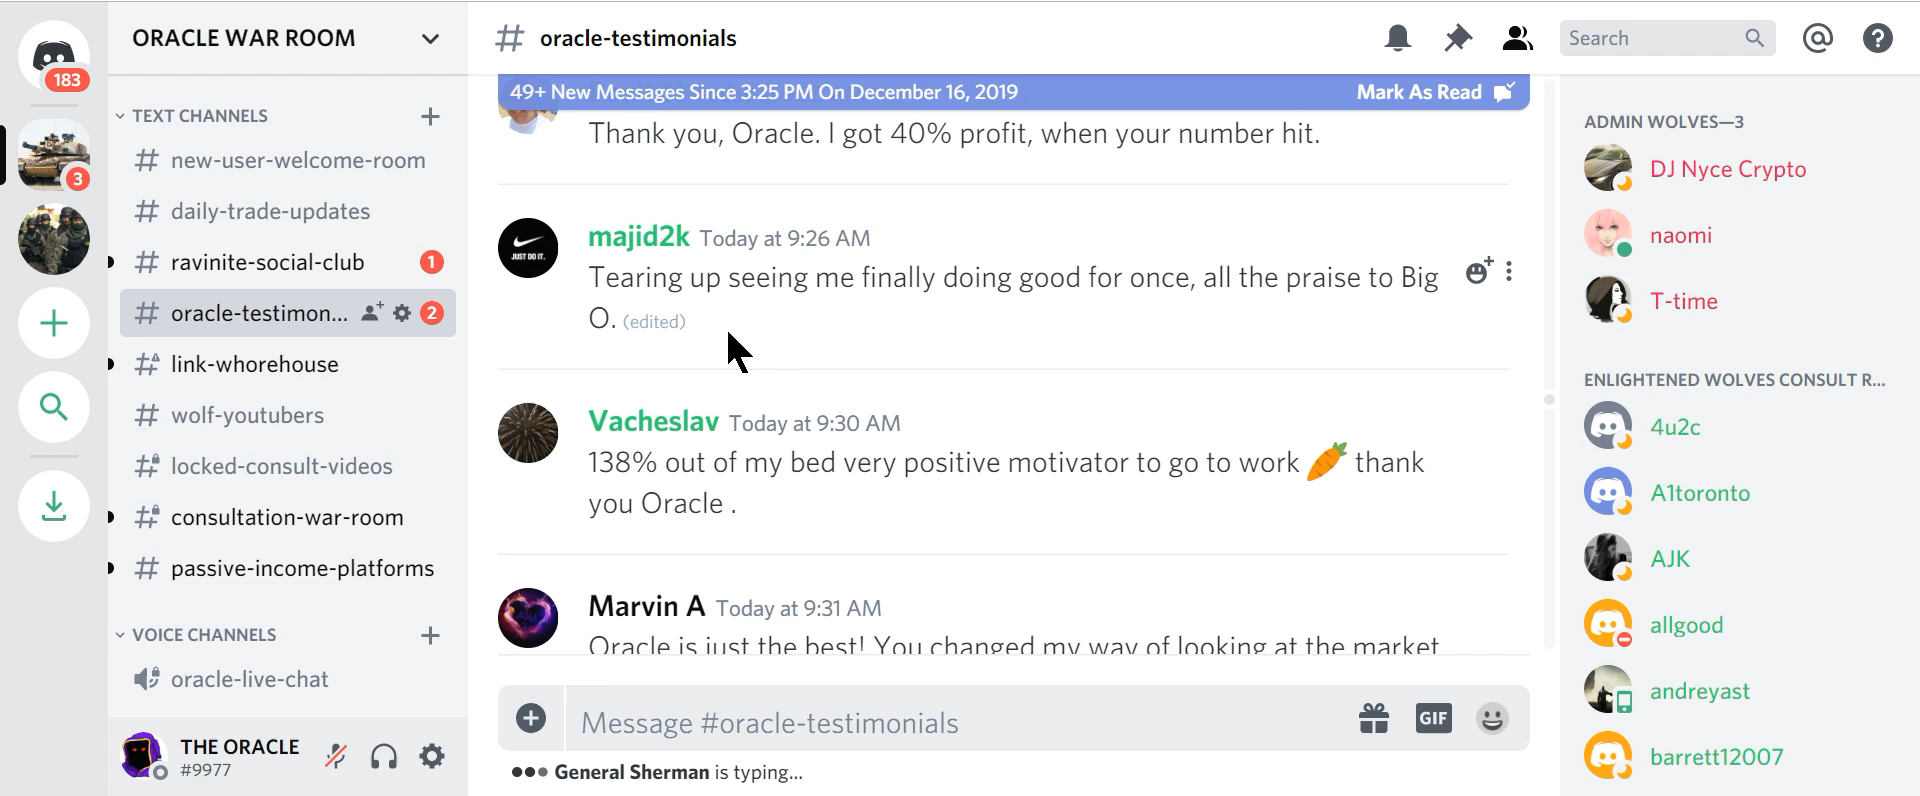 183
3
ORACLE WAR ROOM
TEXT CHANNELS
new-user-welcome-room
daily-trade-updates
ravinite-social-club 1
oracle-testimon... 2
link-whorehouse
wolf-youtubers
locked-consult-videos
consultation-war-room
passive-income-platforms
VOICE CHANNELS
oracle-live-chat
THE ORACLE
#9977
# oracle-testimonials
Search
49+ New Messages Since 3:25 PM On December 16, 2019 Mark As Read
Thank you, Oracle. I got 40% profit, when your number hit.
JUST DO IT.
majid2k Today at 9:26 AM
Tearing up seeing me finally doing good for once, all the praise to Big
O. (edited)
Vacheslav Today at 9:30 AM
138% out of my bed very positive motivator to go to work 🥕 thank
you Oracle .
Marvin A Today at 9:31 AM
Oracle is just the best! You changed my way of looking at the market
Message #oracle-testimonials
GIF
General Sherman is typing...
ADMIN WOLVES—3
DJ Nyce Crypto
naomi
T-time
ENLIGHTENED WOLVES CONSULT R...
4u2c
A1toronto
AJK
allgood
andreyast
barrett12007